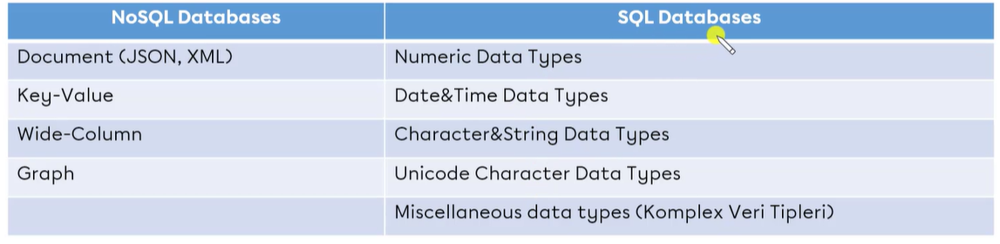 NoSQL Databases SQL Databases
Document (JSON, XML) Numeric Data Types
Key-Value Date&Time Data Types
Wide-Column Character&String Data Types
Graph Unicode Character Data Types
Miscellaneous data types (Komplex Veri Tipleri)